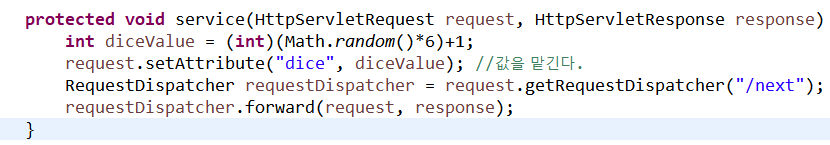 protected void service(HttpServletRequest request, HttpServletResponse response)
int diceValue = (int)(Math.random()*6)+1;
request.setAttribute("dice", diceValue); //값을 맡긴다.
RequestDispatcher requestDispatcher = request.getRequestDispatcher("/next");
requestDispatcher.forward(request, response);
}